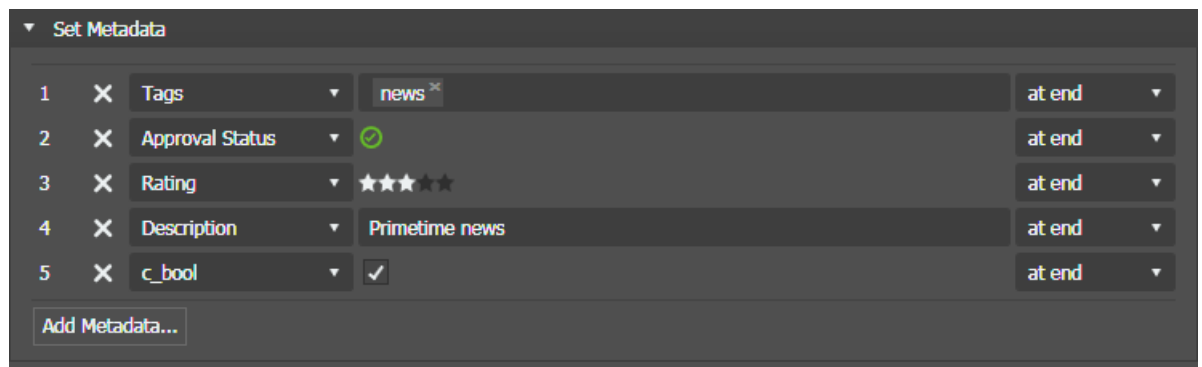 Set Metadata
1 Tags news at end
2 Approval Status at end
3 Rating at end
4 Description Primetime news at end
5 c_bool at end
Add Metadata...